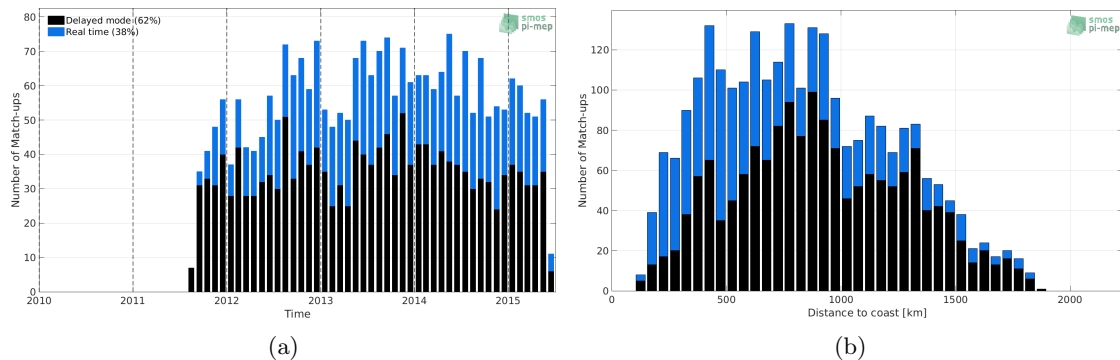 Delayed mode (62%)
Real time (38%)
smos
pi-mep
Number of Match-ups
80
70
60
50
40
30
20
10
0
2010 2011 2012 2013 2014 2015
Time
(a)
smos
pi-mep
Number of Match-ups
120
100
80
60
40
20
0
0 500 1000 1500 2000
Distance to coast [km]
(b)